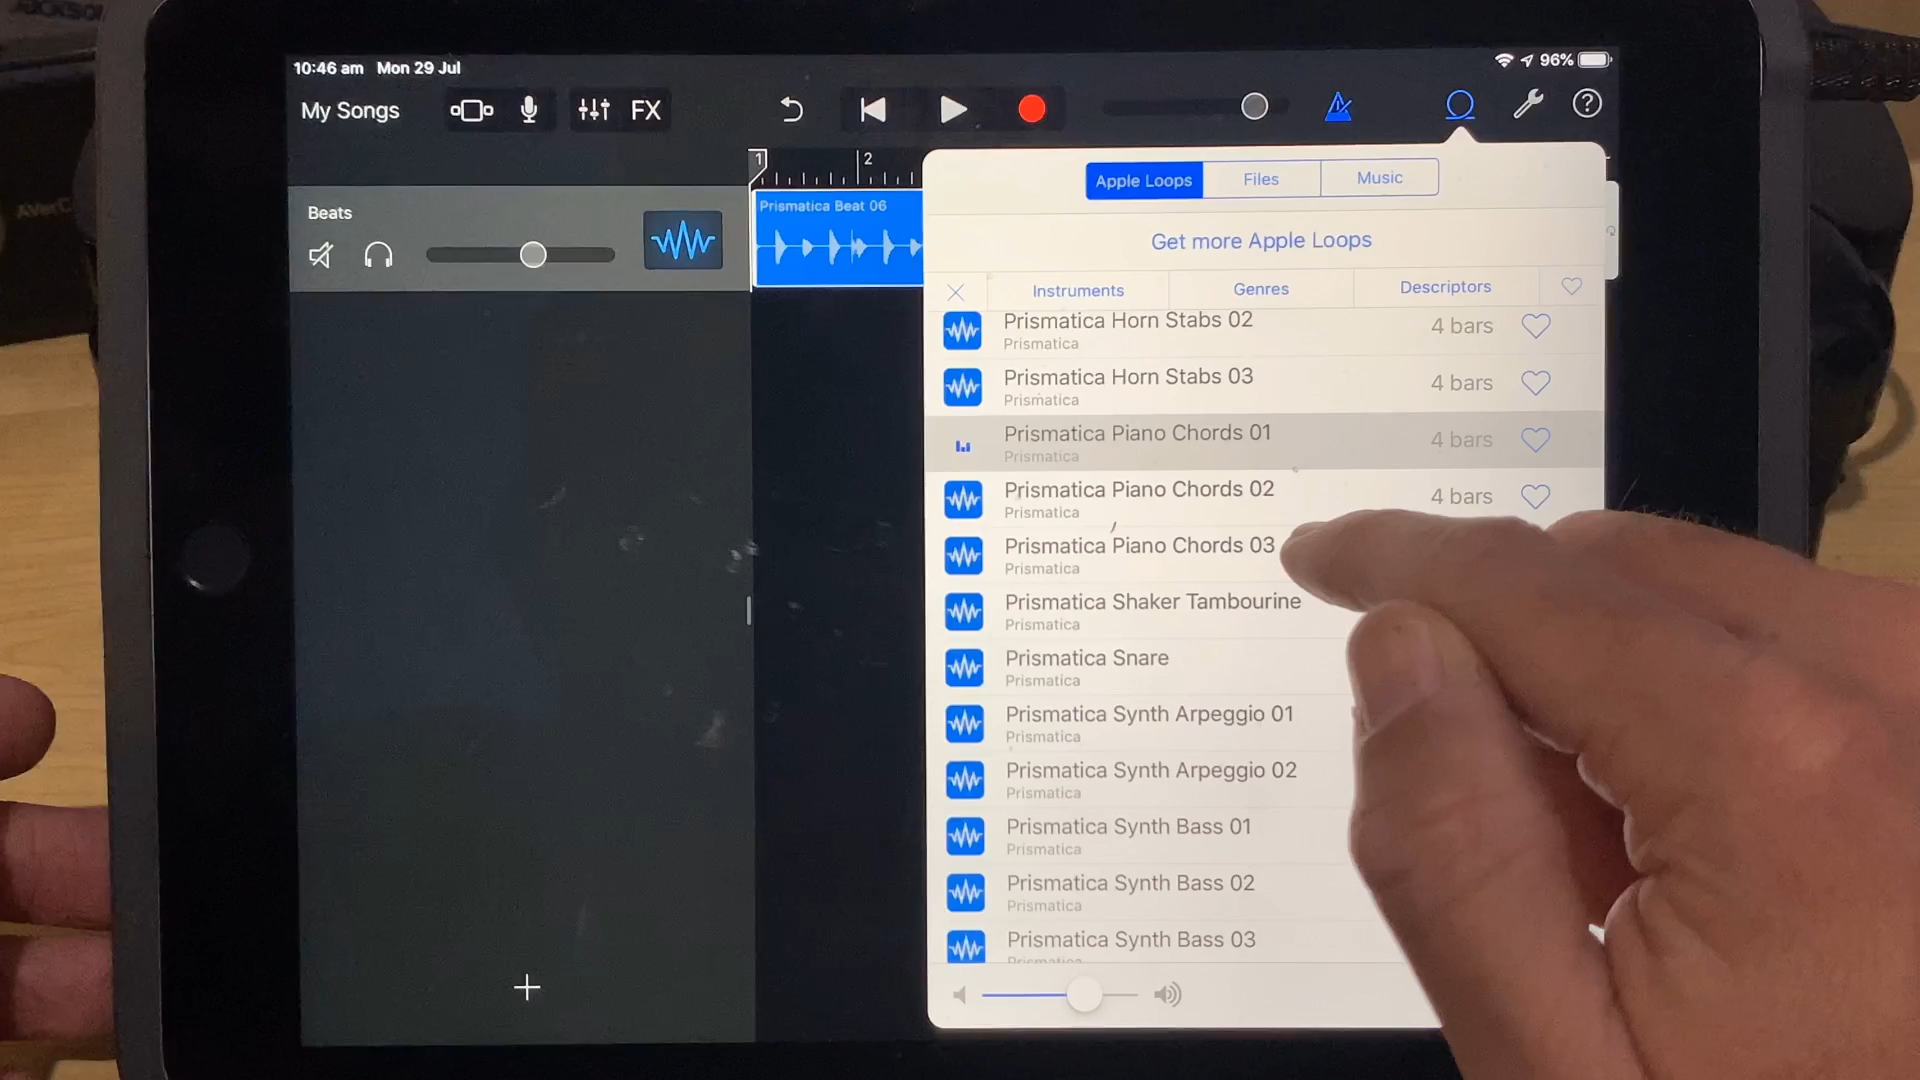 10:46 am Mon 29 Jul
96%
My Songs
FX
1
2
Beats
Prismatica Beat 06
Apple Loops
Files
Music
Get more Apple Loops
Instruments
Genres
Descriptors
Prismatica Horn Stabs 02
Prismatica
4 bars
Prismatica Horn Stabs 03
Prismatica
4 bars
Prismatica Piano Chords 01
Prismatica
4 bars
Prismatica Piano Chords 02
Prismatica
4 bars
Prismatica Piano Chords 03
Prismatica
Prismatica Shaker Tambourine
Prismatica
Prismatica Snare
Prismatica
Prismatica Synth Arpeggio 01
Prismatica
Prismatica Synth Arpeggio 02
Prismatica
Prismatica Synth Bass 01
Prismatica
Prismatica Synth Bass 02
Prismatica
Prismatica Synth Bass 03
Prismatica